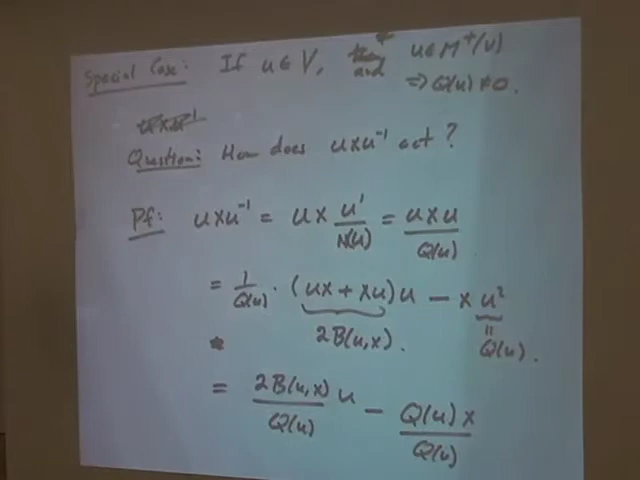 Special Case: If u ∈ V, and u ∈ M⁺(V)
⇒ Q(u) ≠ 0.
Question: How does uxu⁻¹ act?
Pf: uxu⁻¹ = ux u'/N(u) = uxu/Q(u)
= 1/Q(u) · (ux + xu)u − x u²
2B(u,x). = Q(u).
= 2B(u,x)/Q(u) u − Q(u)x/Q(u)